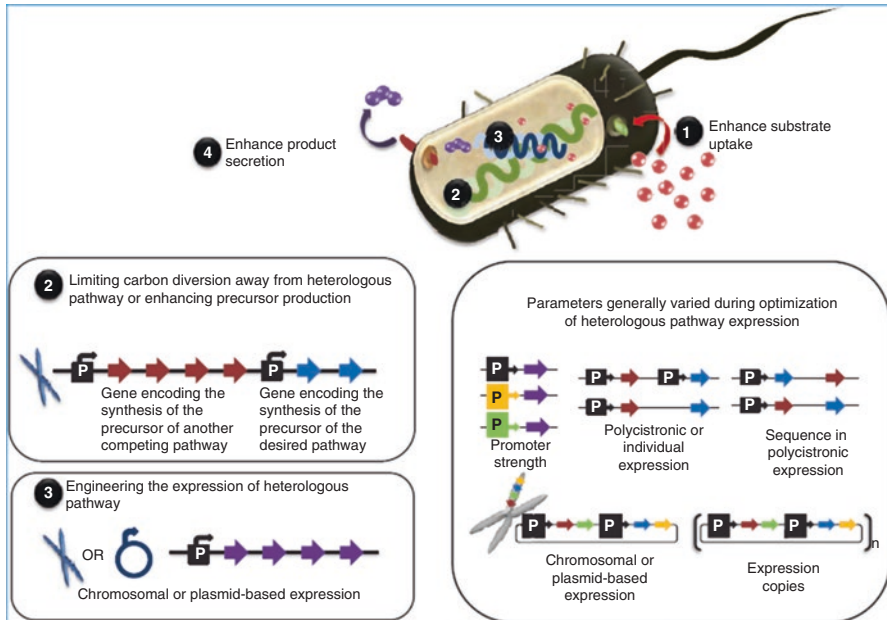 1
Enhance substrate
uptake
4
Enhance product
secretion
3
2
2
Limiting carbon diversion away from heterologous
pathway or enhancing precursor production
P P
Gene encoding the
synthesis of the
precursor of another
competing pathway
Gene encoding the
synthesis of the
precursor of the
desired pathway
3
Engineering the expression of heterologous
pathway
OR
P
Chromosomal or plasmid-based expression
Parameters generally varied during optimization
of heterologous pathway expression
P
P
P
Promoter
strength
P P
P
Polycistronic or
individual
expression
P
P
Sequence in
polycistronic
expression
P P
Chromosomal or
plasmid-based
expression
P P
n
Expression
copies